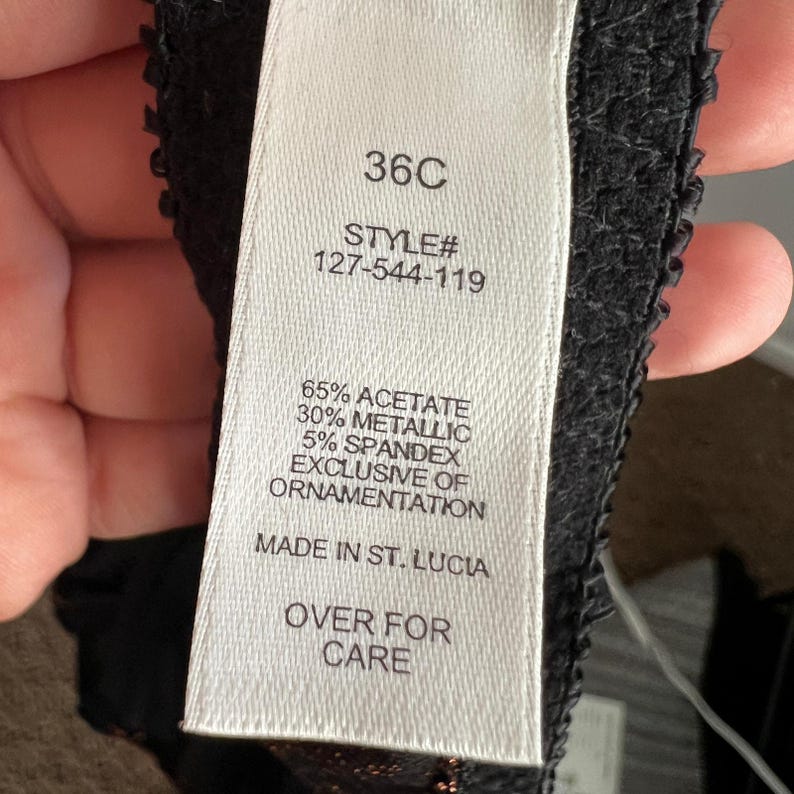 36C
STYLE#
127-544-119
65% ACETATE
30% METALLIC
5% SPANDEX
EXCLUSIVE OF
ORNAMENTATION
MADE IN ST. LUCIA
OVER FOR
CARE